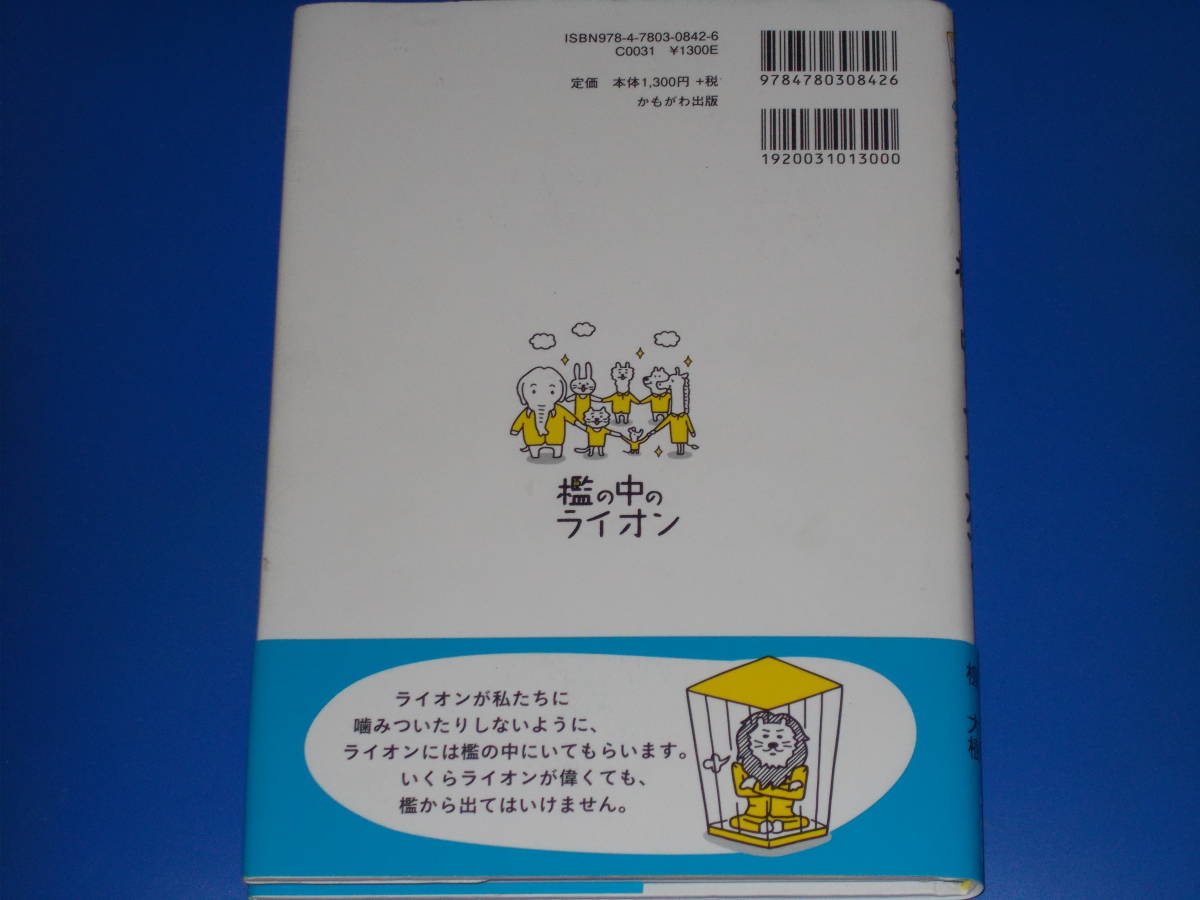 ISBN978-4-7803-0842-6
C0031 ¥1300E
定価 本体1,300円+税
かもがわ出版
9784780308426
1920031013000
檻の中の
ライオン
ライオンが私たちに
噛みついたりしないように、
ライオンには檻の中にいてもらいます。
いくらライオンが偉くても、
檻から出てはいけません。